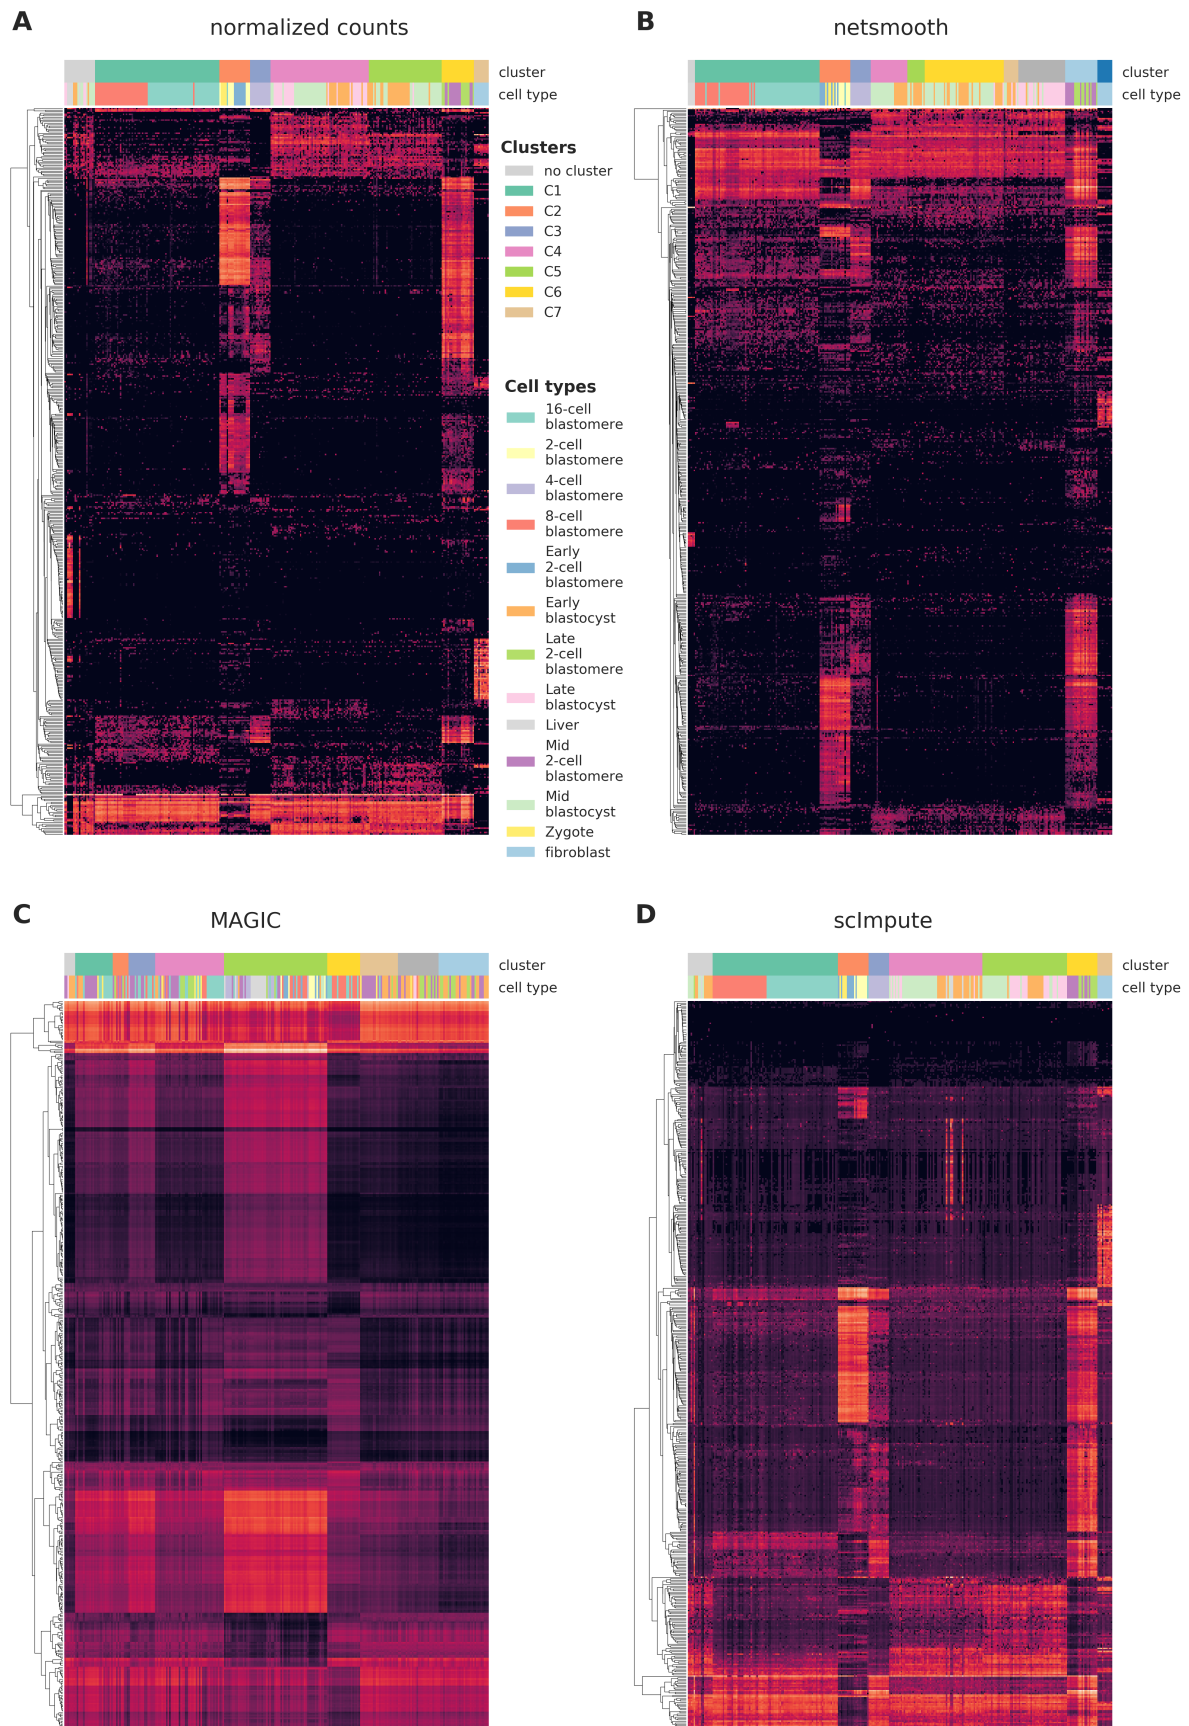 A
normalized counts
cluster
cell type
B
netsmooth
cluster
cell type
Clusters
no cluster
C1
C2
C3
C4
C5
C6
C7
Cell types
16-cell
blastomere
2-cell
blastomere
4-cell
blastomere
8-cell
blastomere
Early
2-cell
blastomere
Early
blastocyst
Late
2-cell
blastomere
Late
blastocyst
Liver
Mid
2-cell
blastomere
Mid
blastocyst
Zygote
fibroblast
C
MAGIC
cluster
cell type
D
scImpute
cluster
cell type